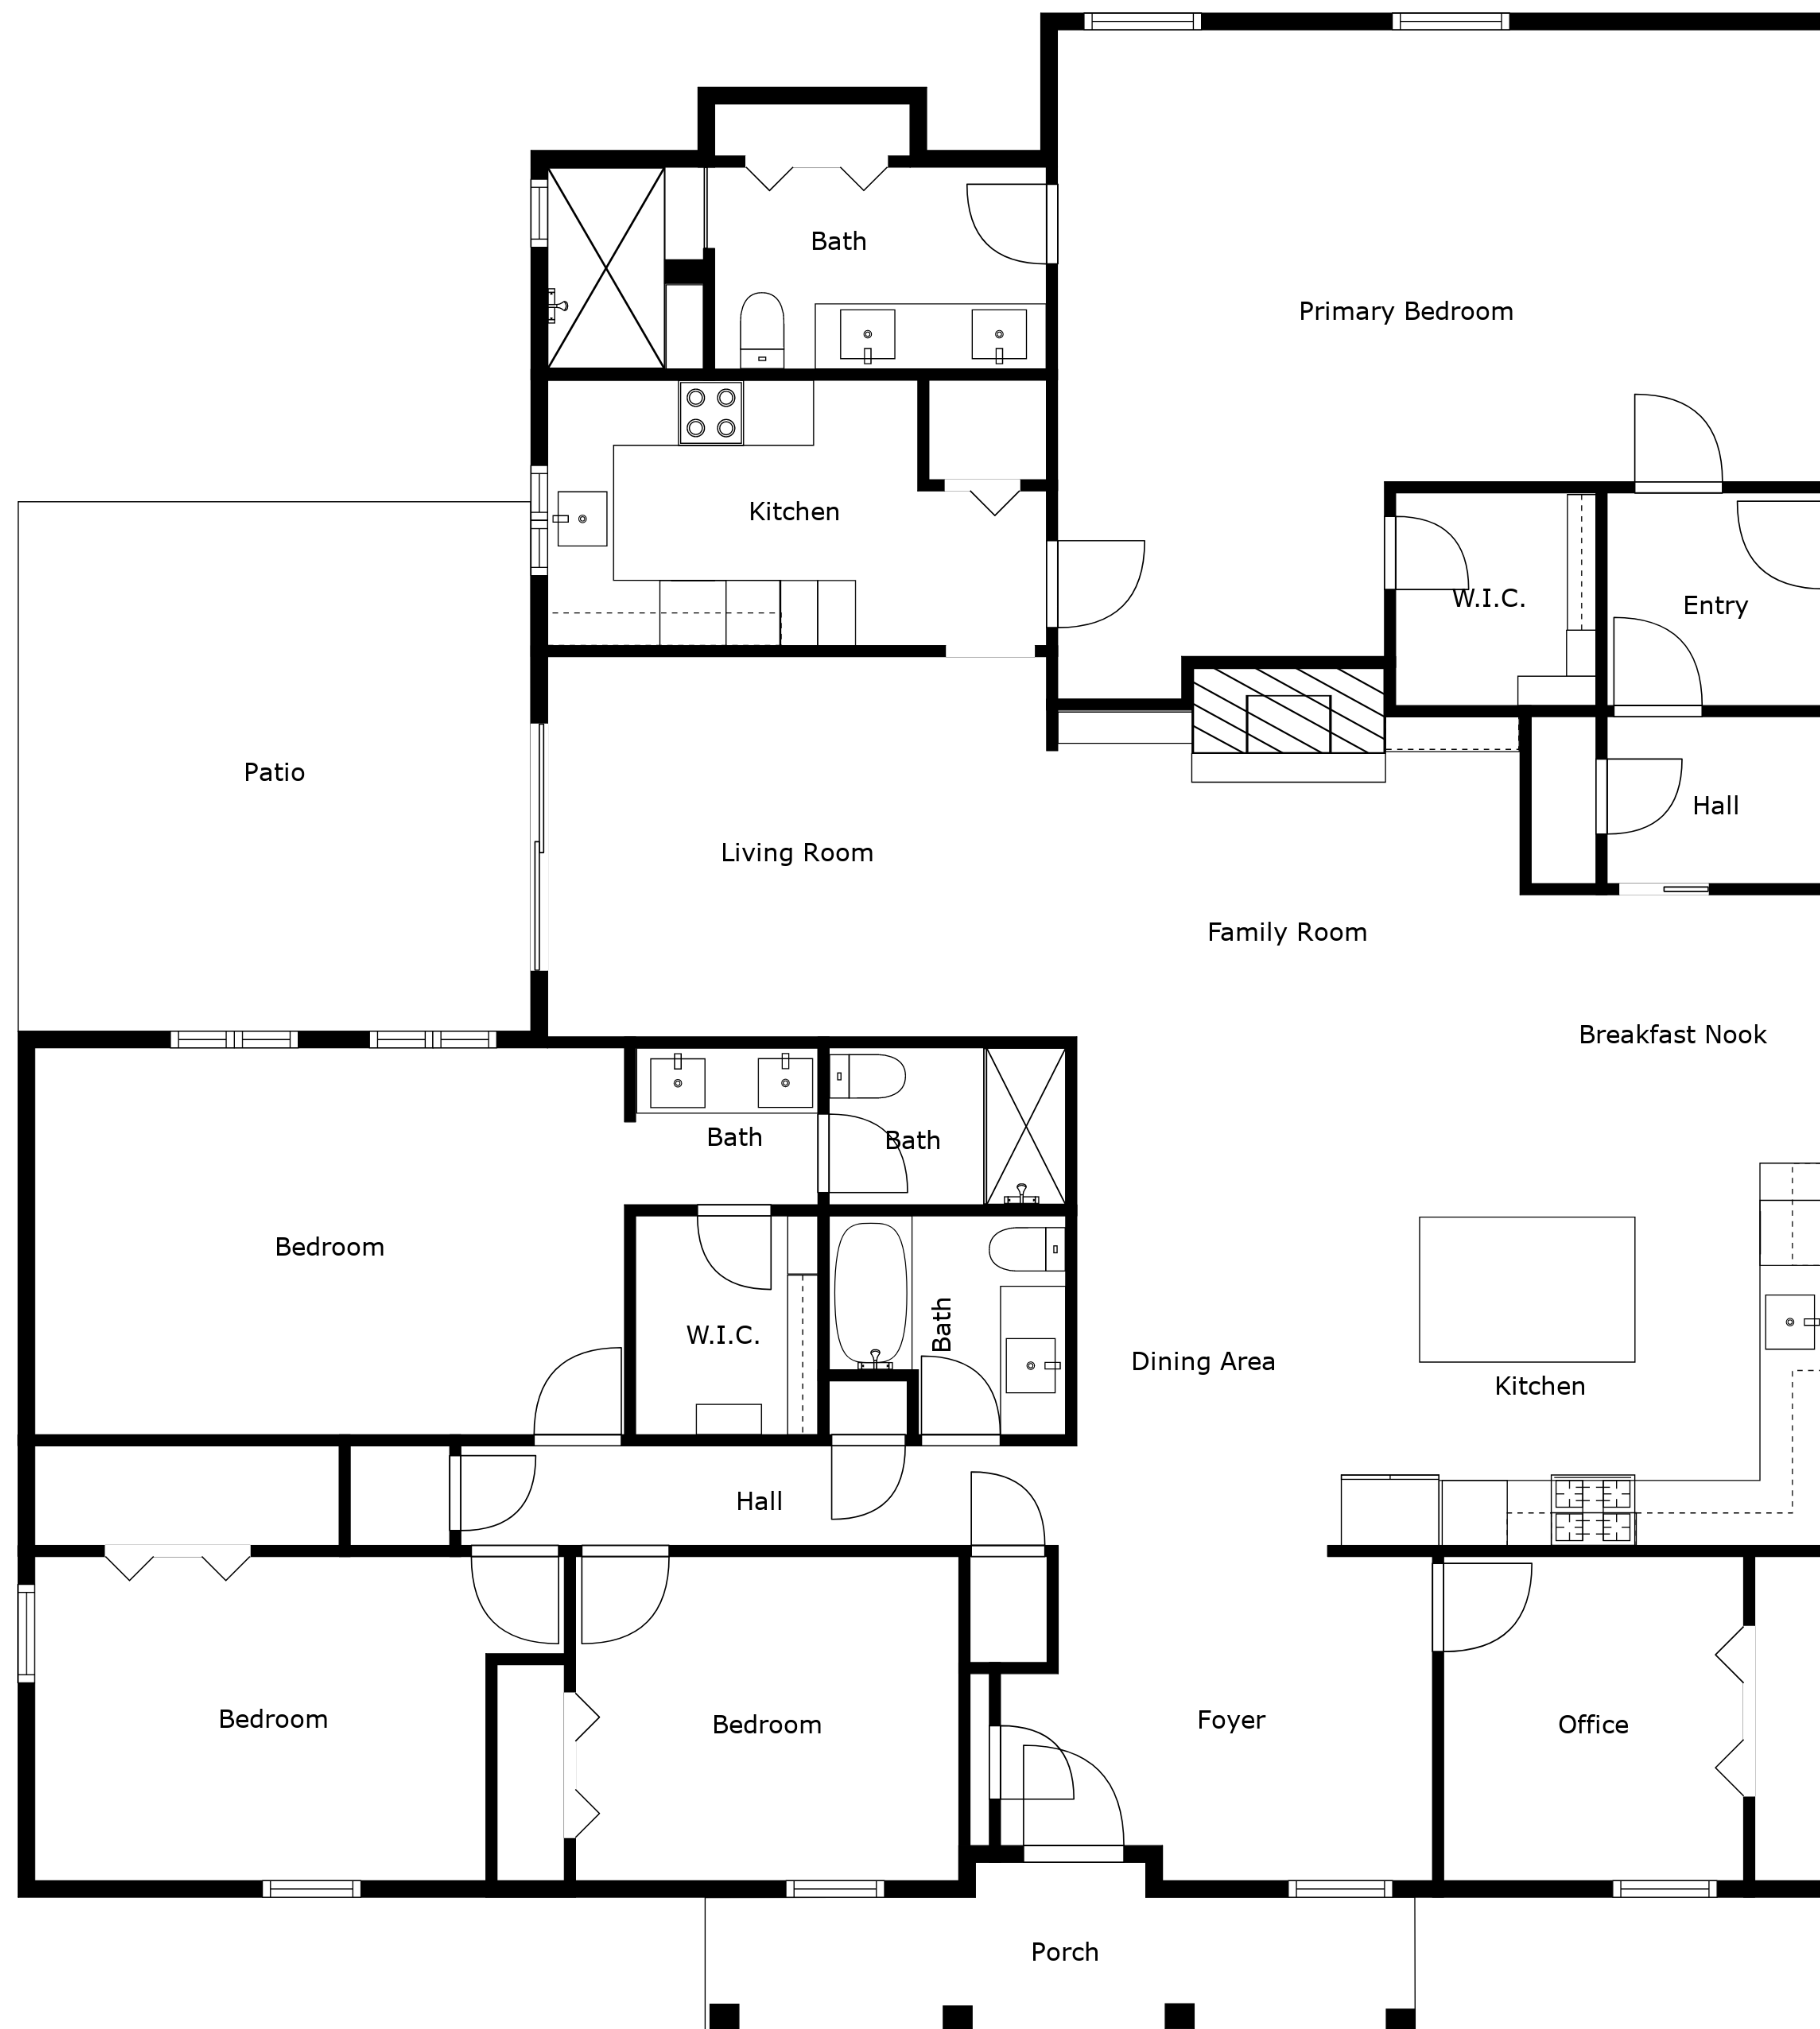 Bath
Primary Bedroom
Kitchen
W.I.C.
Entry
Patio
Hall
Living Room
Family Room
Breakfast Nook
Bath
Bath
Bedroom
W.I.C.
Bath
Dining Area
Kitchen
Hall
Bedroom
Bedroom
Foyer
Office
Porch